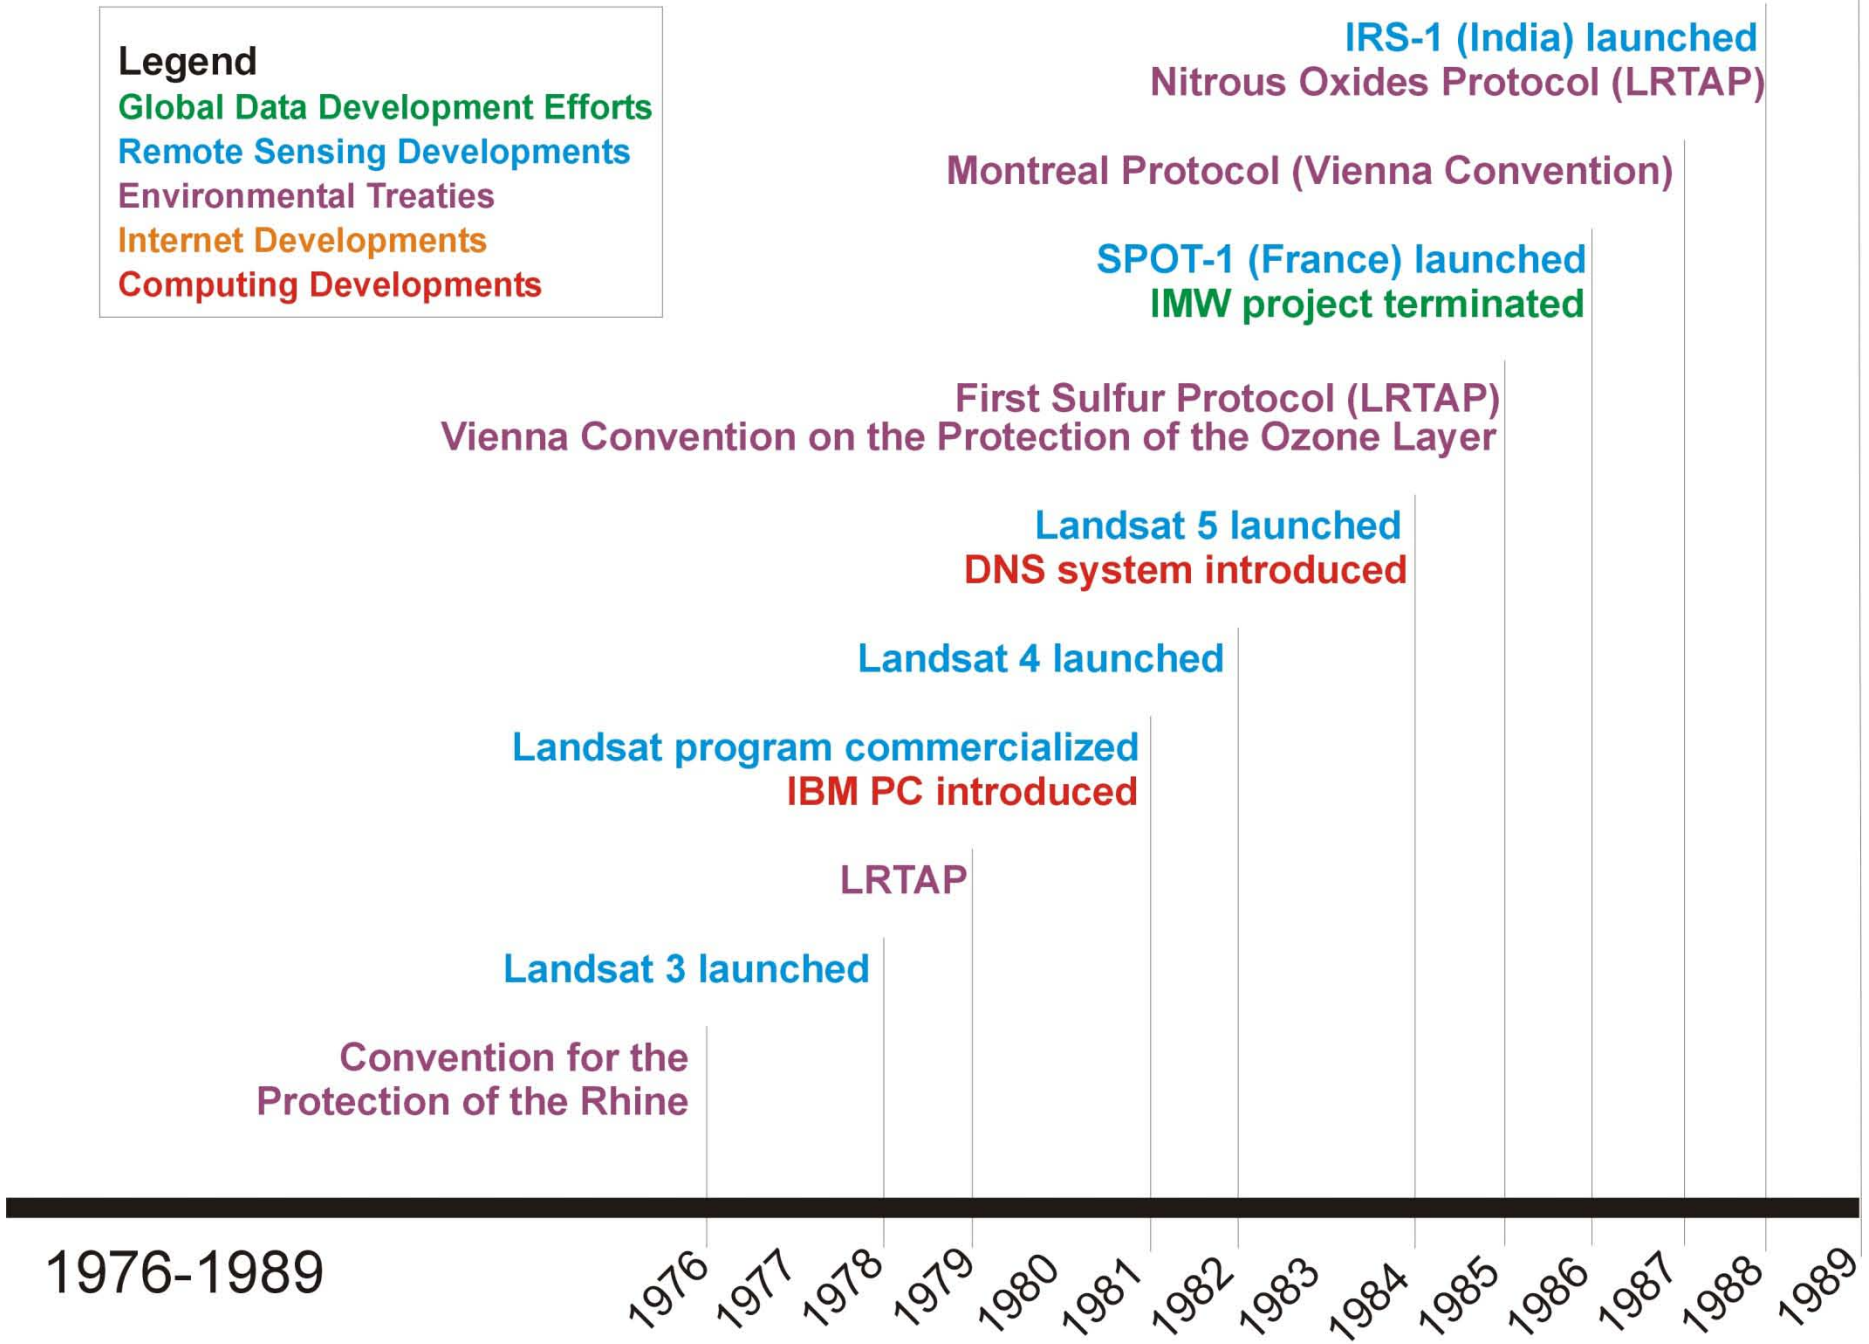 Legend
Global Data Development Efforts
Remote Sensing Developments
Environmental Treaties
Internet Developments
Computing Developments
IRS-1 (India) launched
Nitrous Oxides Protocol (LRTAP)
Montreal Protocol (Vienna Convention)
SPOT-1 (France) launched
IMW project terminated
First Sulfur Protocol (LRTAP)
Vienna Convention on the Protection of the Ozone Layer
Landsat 5 launched
DNS system introduced
Landsat 4 launched
Landsat program commercialized
IBM PC introduced
LRTAP
Landsat 3 launched
Convention for the
Protection of the Rhine
1976-1989
1976
1977
1978
1979
1980
1981
1982
1983
1984
1985
1986
1987
1988
1989